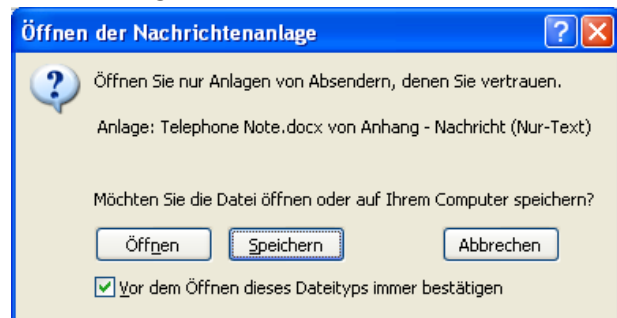 Öffnen der Nachrichtenanlage
Öffnen Sie nur Anlagen von Absendern, denen Sie vertrauen.
Anlage: Telephone Note.docx von Anhang - Nachricht (Nur-Text)
Möchten Sie die Datei öffnen oder auf Ihrem Computer speichern?
Öffnen Speichern Abbrechen
Vor dem Öffnen dieses Dateityps immer bestätigen